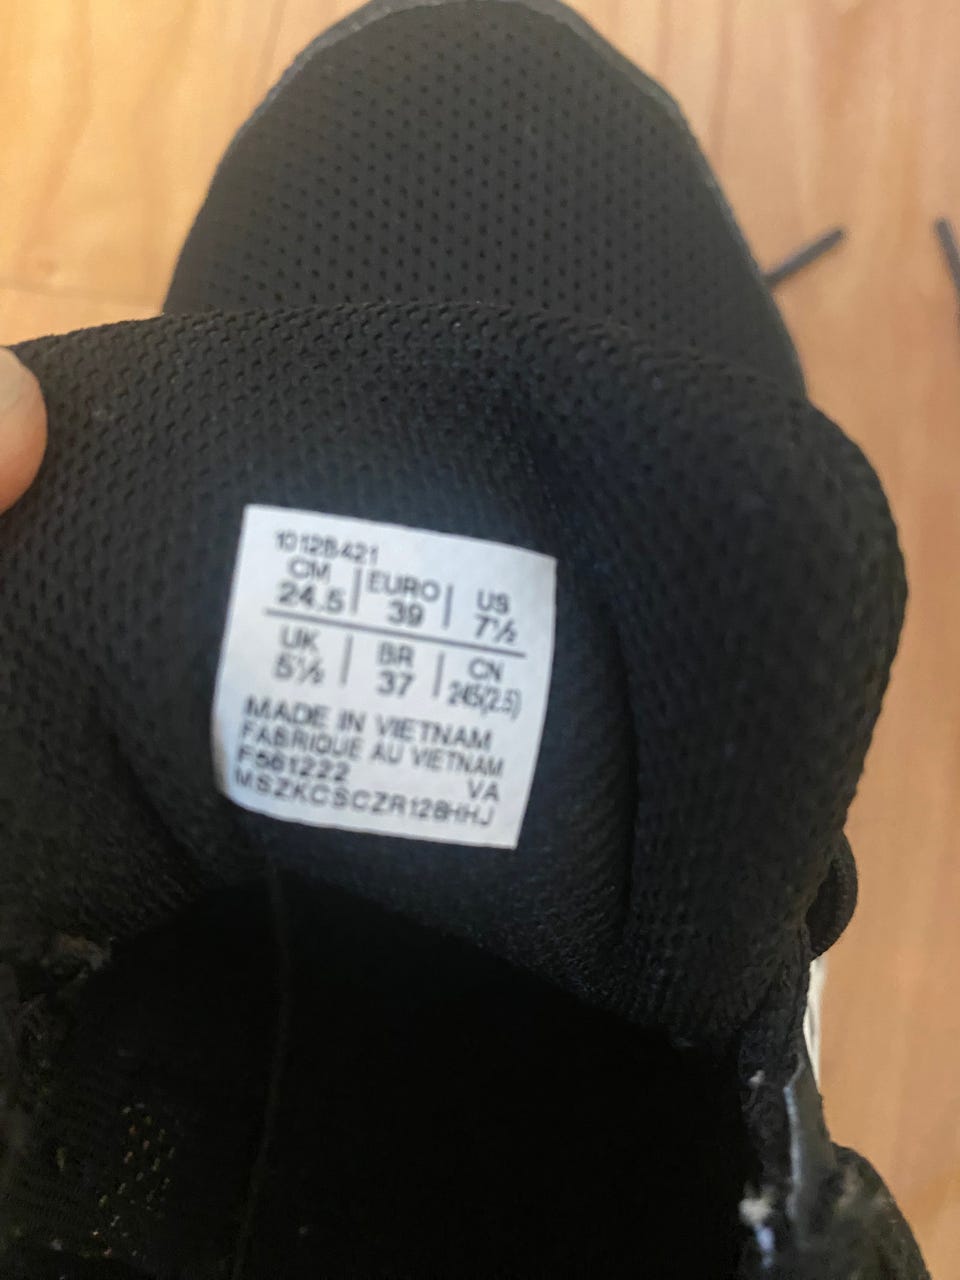 1012B421
CM | EURO | US
24.5 | 39 | 7½
UK | BR | CN
5½ | 37 | 245(2.5)
MADE IN VIETNAM
FABRIQUE AU VIETNAM
F561222 VA
MSZKCSCZR128HHJ